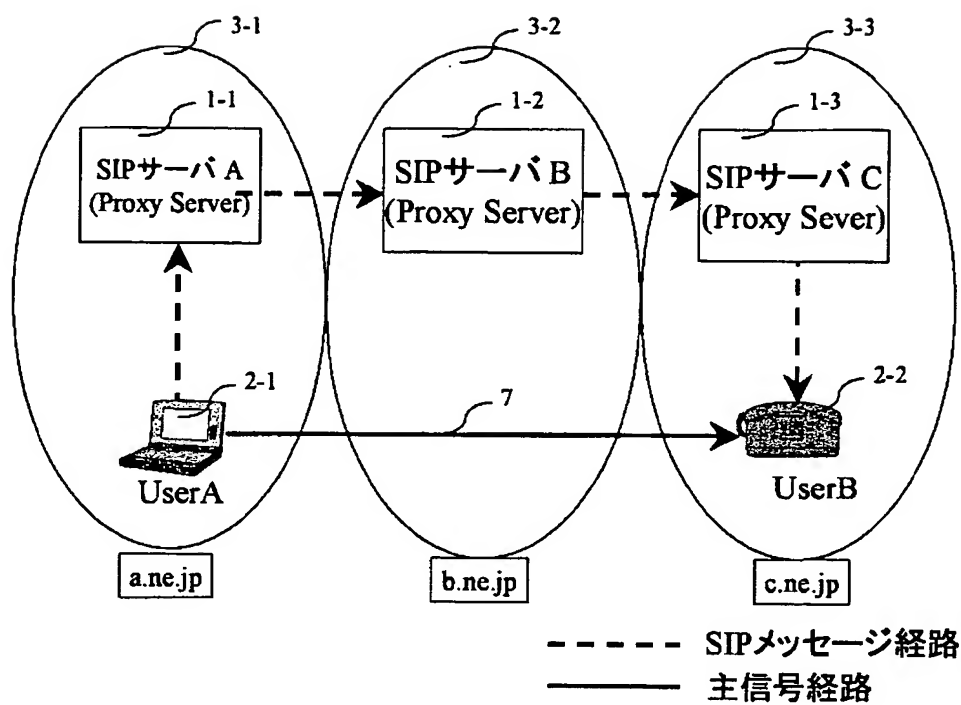 3-1
3-2
3-3
1-1
1-2
1-3
SIPサーバ A
(Proxy Server)
SIPサーバ B
(Proxy Server)
SIPサーバ C
(Proxy Sever)
2-1
7
2-2
UserA
UserB
a.ne.jp
b.ne.jp
c.ne.jp
SIPメッセージ経路
主信号経路